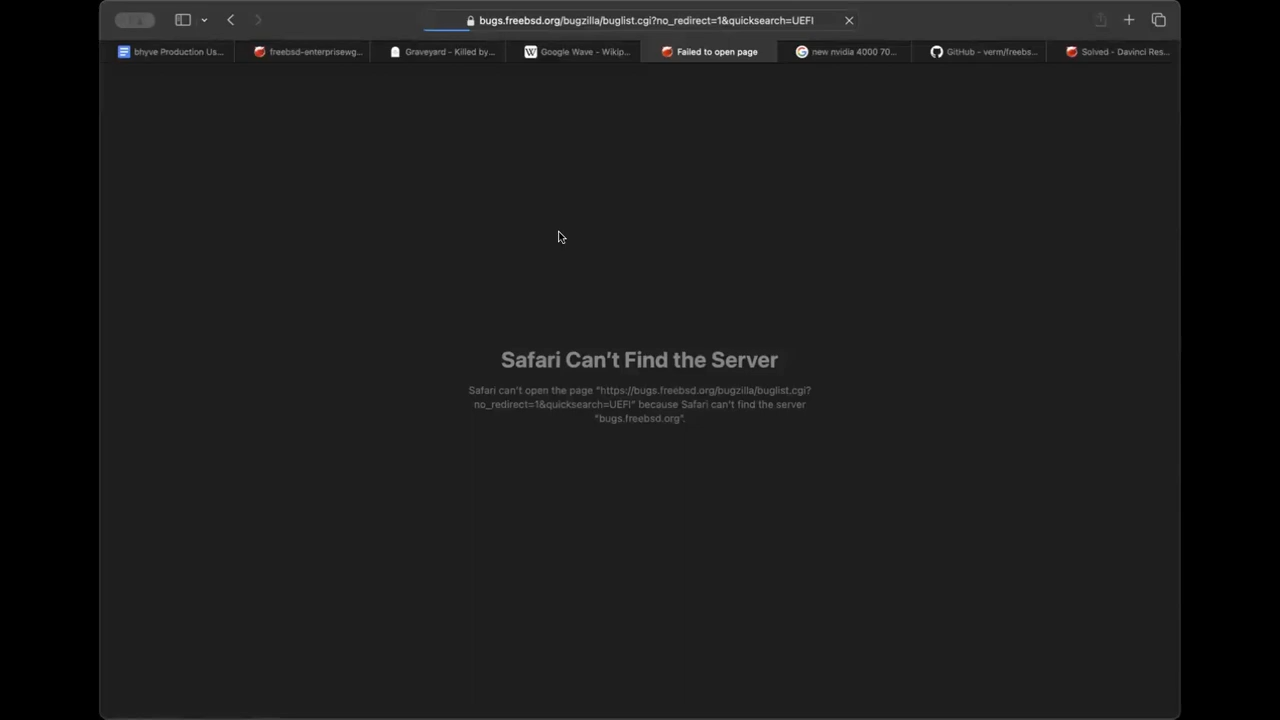 bugs.freebsd.org/bugzilla/buglist.cgi?no_redirect=1&quicksearch=UEFI
bhyve Production Us...
freebsd-enterprisewg...
Graveyard - Killed by...
Google Wave - Wikip...
Failed to open page
new nvidia 4000 70...
GitHub - verm/freebs...
Solved - Davinci Res...
Safari Can't Find the Server
Safari can't open the page "https://bugs.freebsd.org/bugzilla/buglist.cgi?
no_redirect=1&quicksearch=UEFI" because Safari can't find the server
"bugs.freebsd.org".